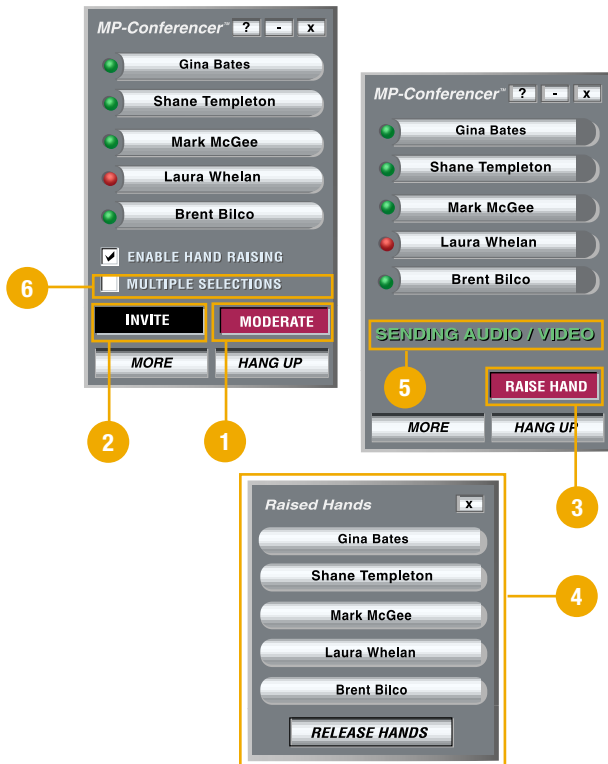 MP-Conferencer™ ? - x
Gina Bates
Shane Templeton
Mark McGee
Laura Whelan
Brent Bilco
ENABLE HAND RAISING
6
MULTIPLE SELECTIONS
INVITE MODERATE
MORE HANG UP
2 1
MP-Conferencer™ ? - x
Gina Bates
Shane Templeton
Mark McGee
Laura Whelan
Brent Bilco
SENDING AUDIO / VIDEO
5
RAISE HAND
MORE HANG UP
3
Raised Hands x
Gina Bates
Shane Templeton
4
Mark McGee
Laura Whelan
Brent Bilco
RELEASE HANDS